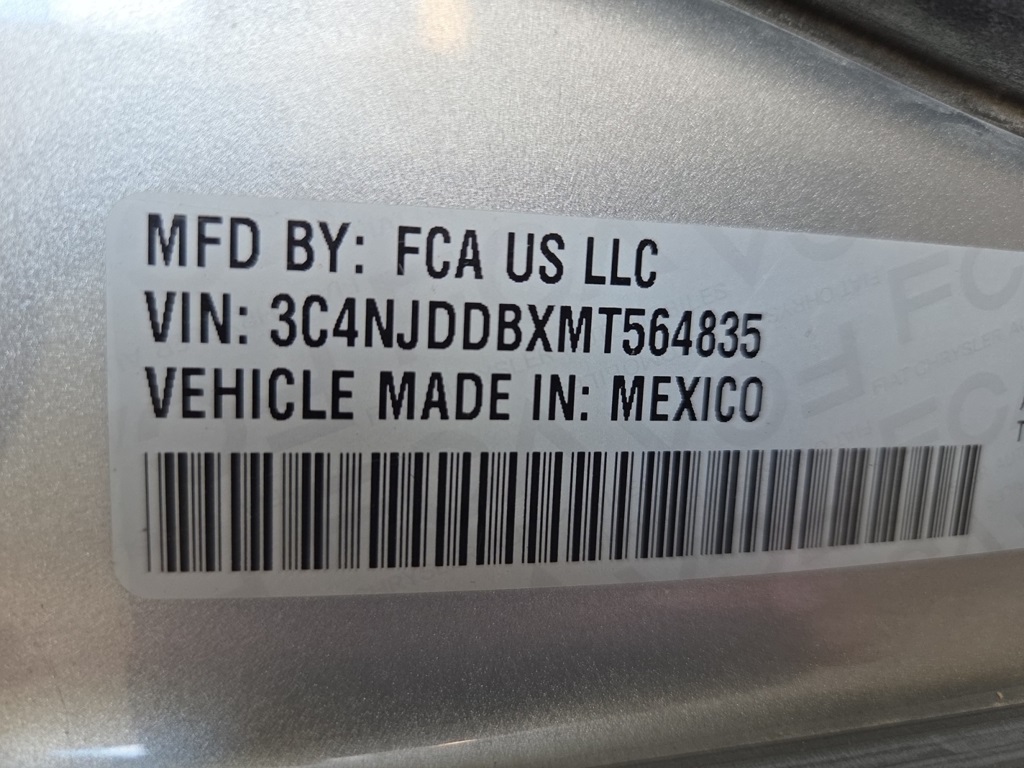 MFD BY: FCA US LLC
VIN: 3C4NJDDBXMT564835
VEHICLE MADE IN: MEXICO